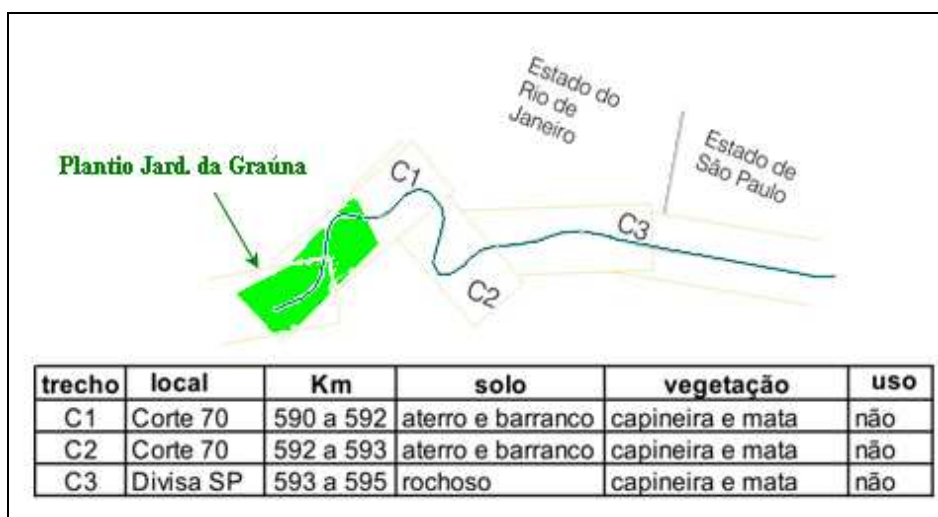 Estado do
Rio de
Janeiro
Estado de
São Paulo
Plantio Jard. da Graúna
C1
C3
C2
trecho local Km solo vegetação uso
C1 Corte 70 590 a 592 aterro e barranco capineira e mata não
C2 Corte 70 592 a 593 aterro e barranco capineira e mata não
C3 Divisa SP 593 a 595 rochoso capineira e mata não